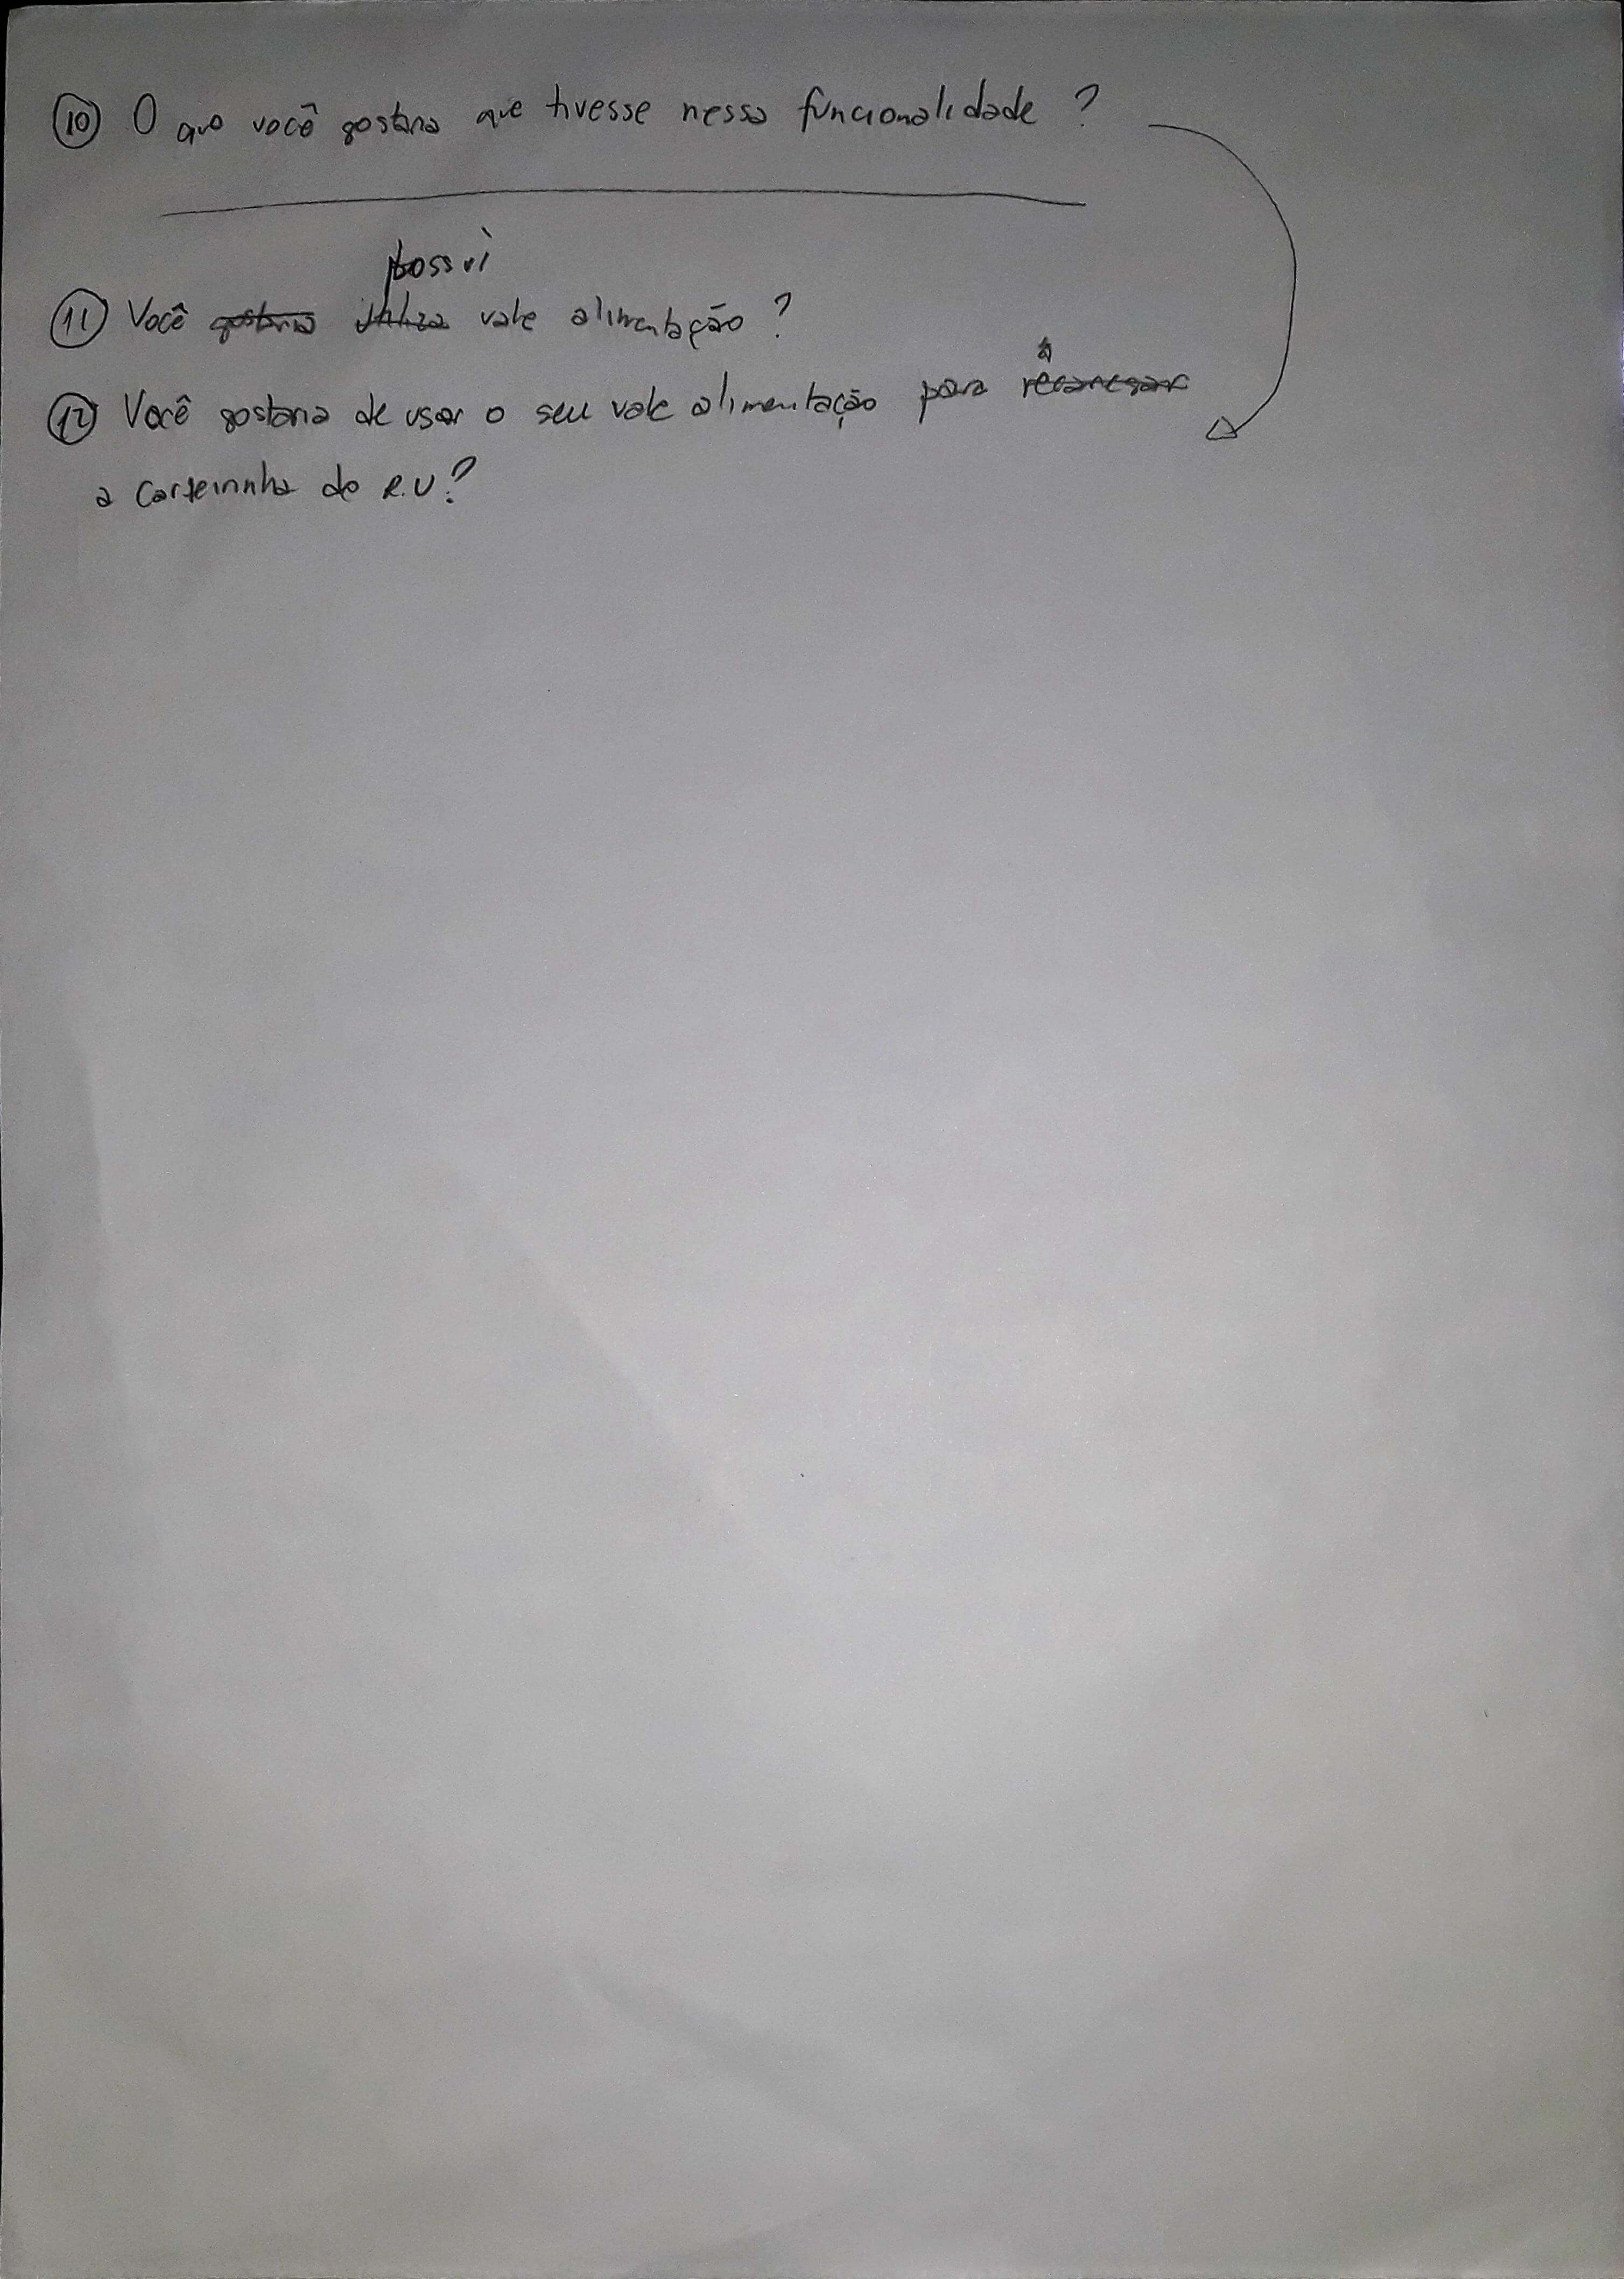 10 O que você gostaria que tivesse nessa funcionalidade ?
possui
11 Você gostaria utiliza vale alimentação ?
12 Você gostaria de usar o seu vale alimentação para recarregar
a carteirinha do R.U?